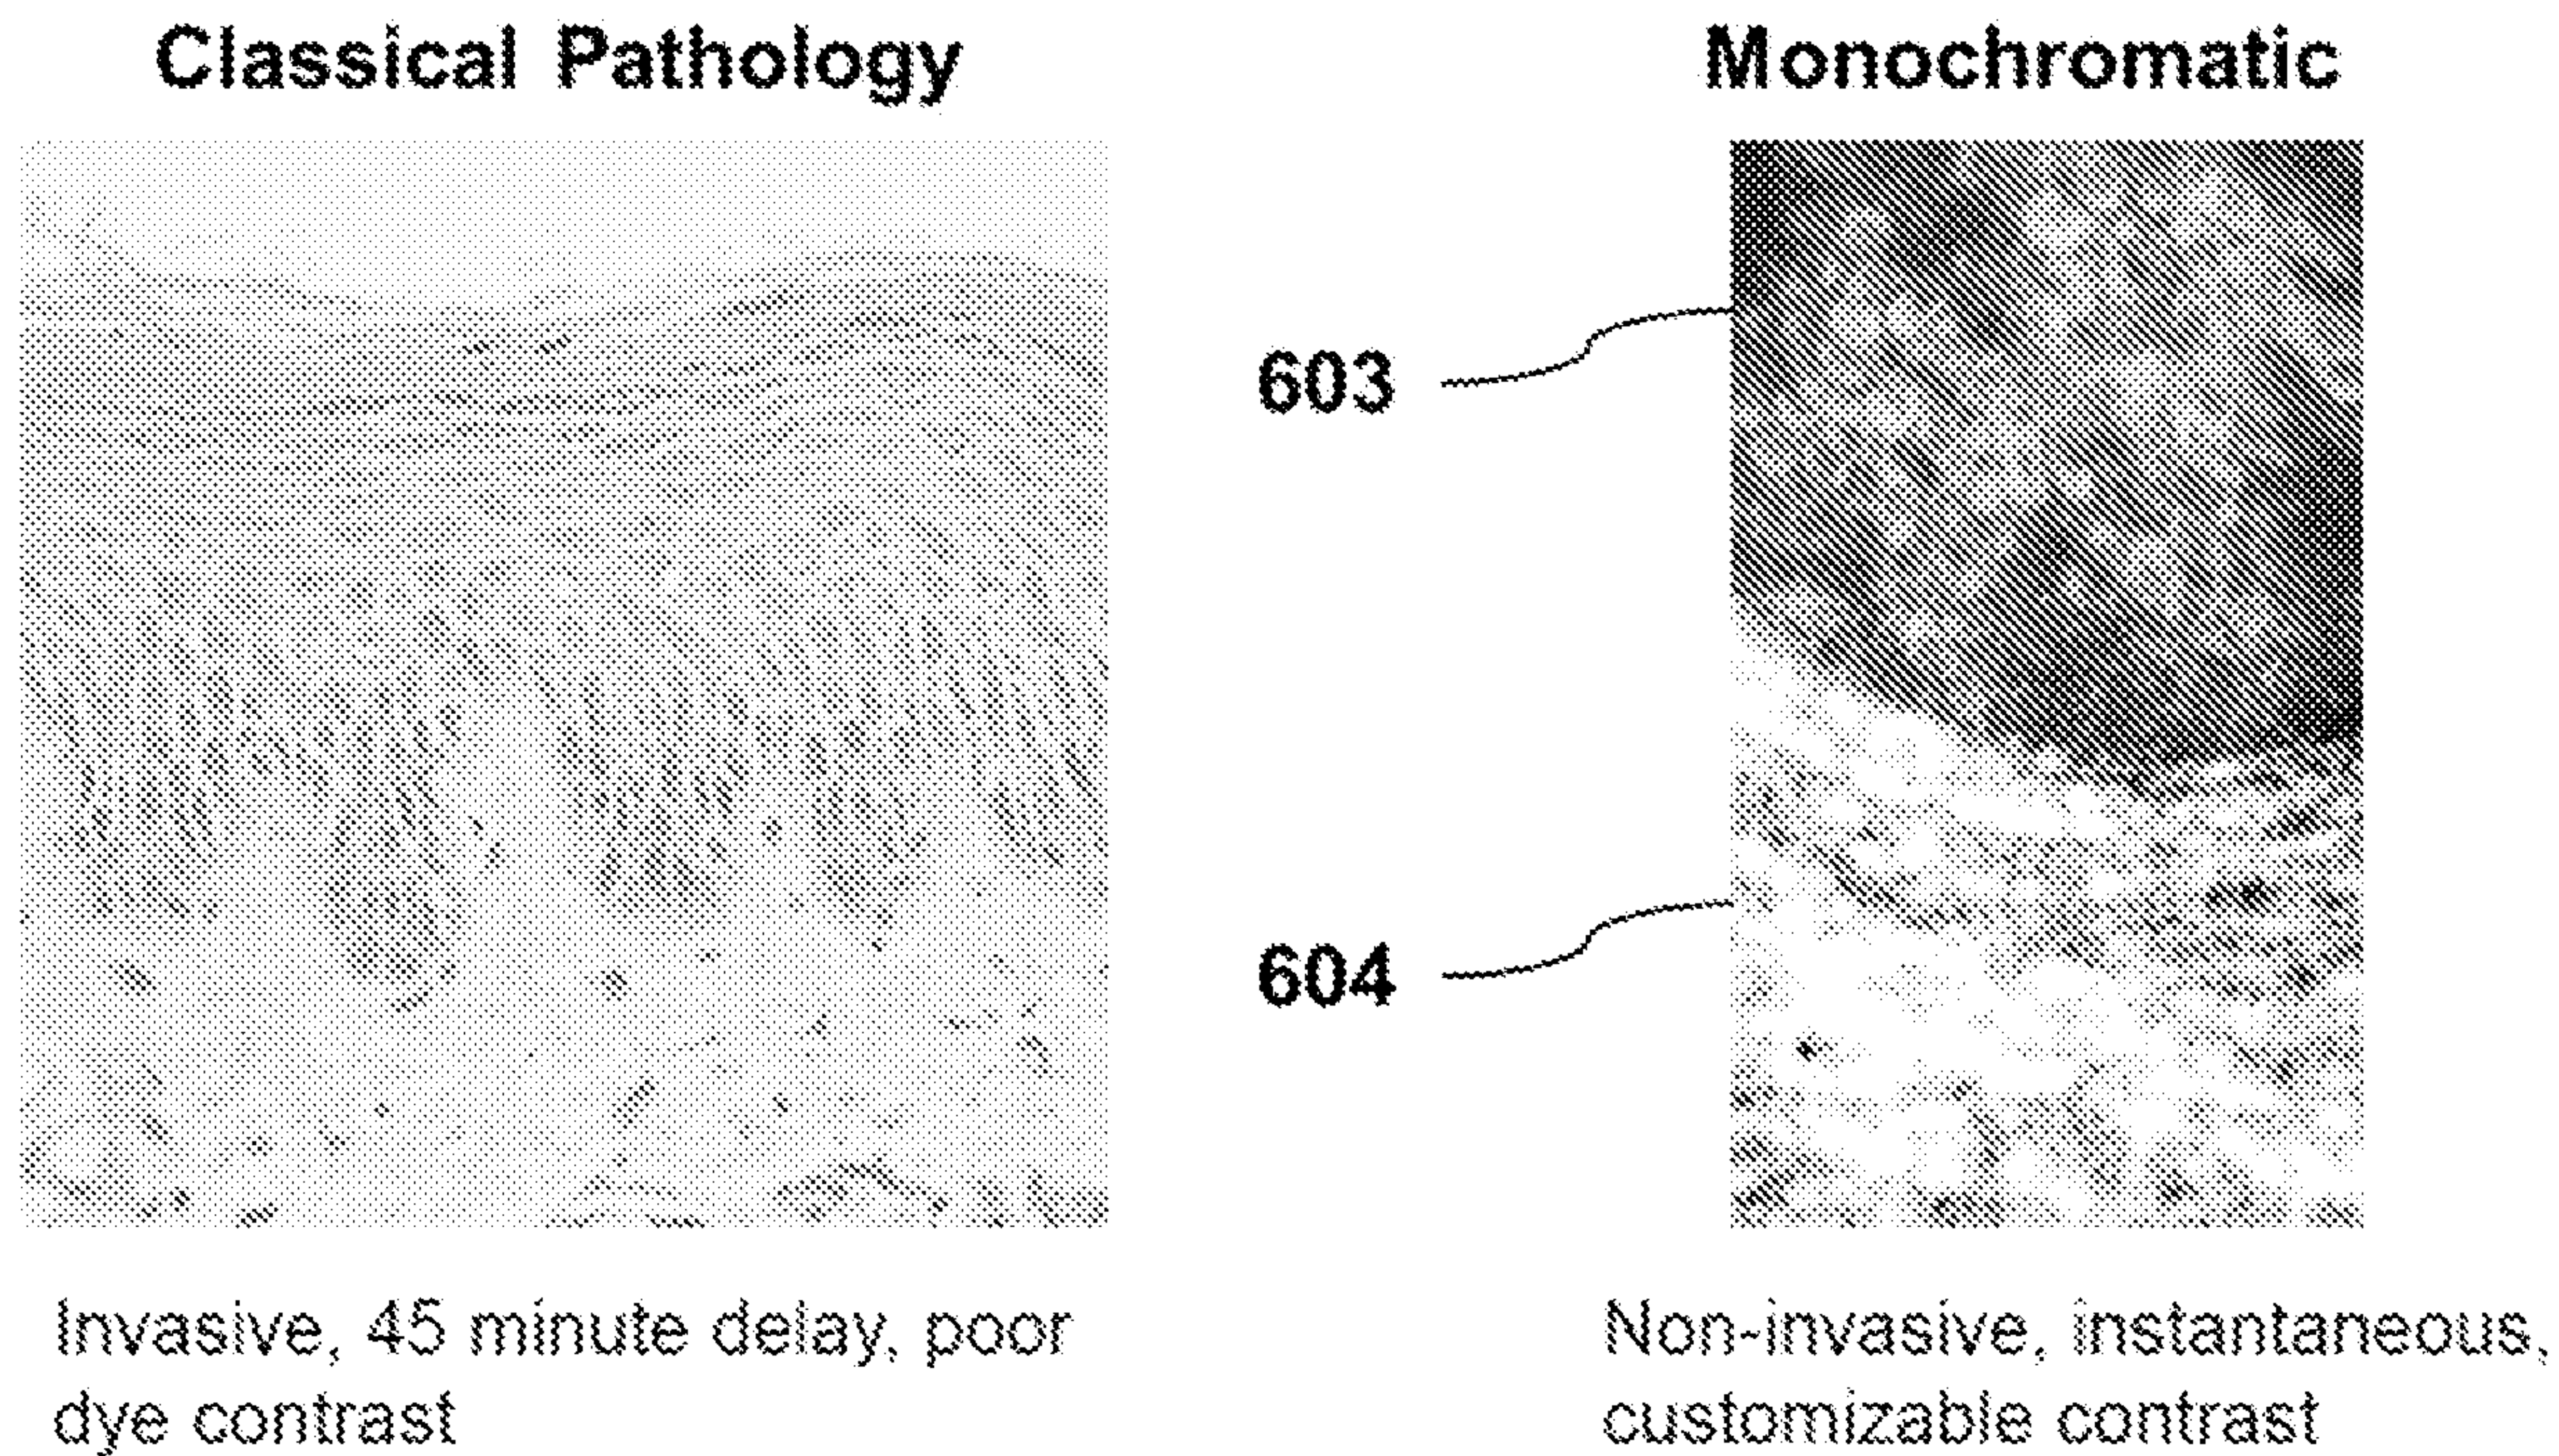 Classical Pathology
Monochromatic
603
604
Invasive, 45 minute delay, poor
dye contrast
Non-invasive, instantaneous,
customizable contrast